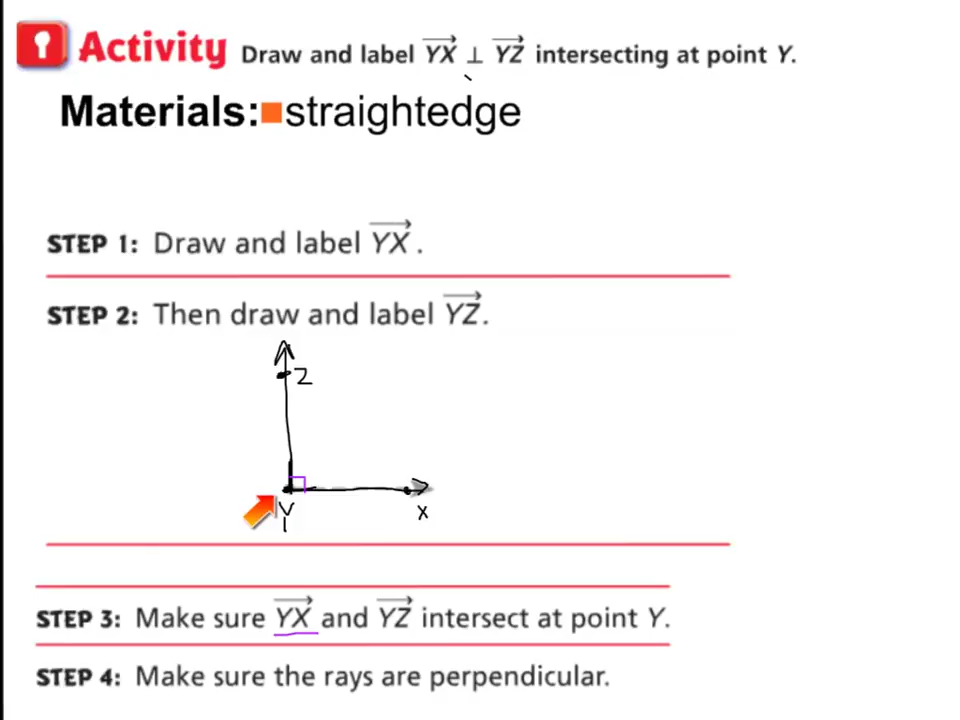 Activity Draw and label YX ⊥ YZ intersecting at point Y.
Materials:■straightedge
STEP 1: Draw and label YX.
STEP 2: Then draw and label YZ.
Z
Y
X
STEP 3: Make sure YX and YZ intersect at point Y.
STEP 4: Make sure the rays are perpendicular.